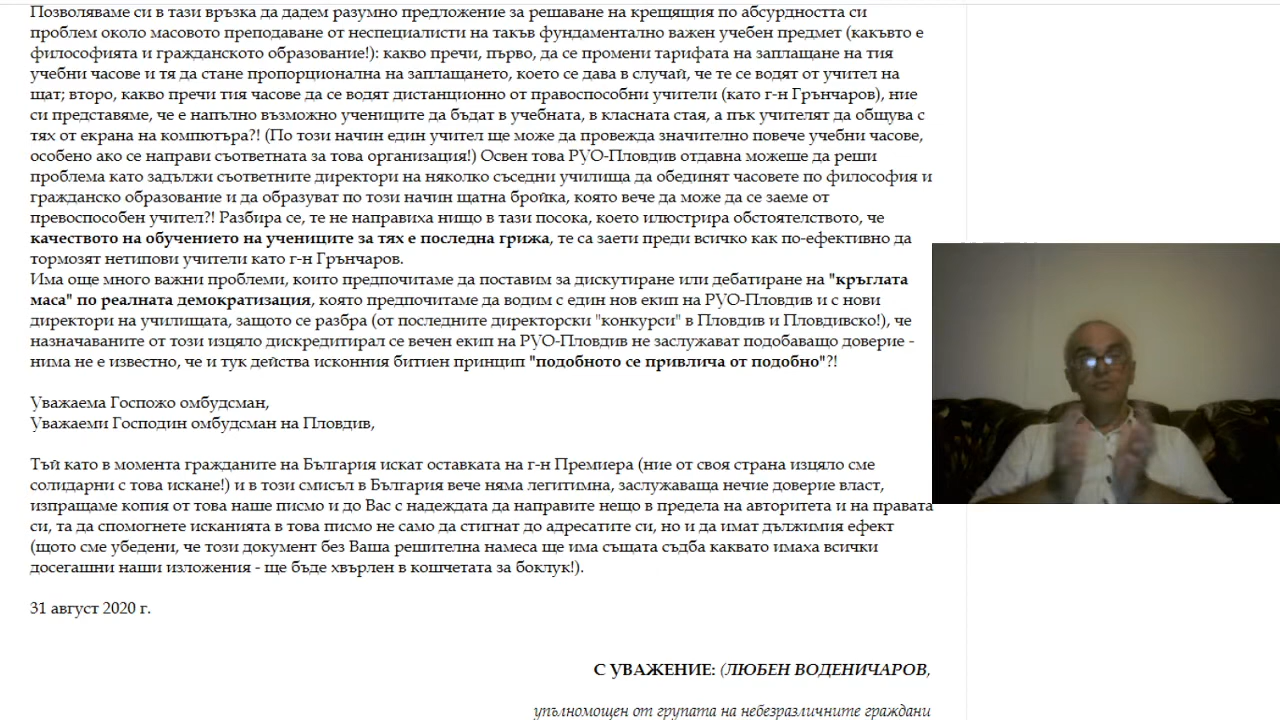 Позволяваме си в тази връзка да дадем разумно предложение за решаване на крещящия по абсурдността си
проблем около масовото преподаване от неспециалисти на такъв фундаментално важен учебен предмет (какъвто е
философията и гражданското образование!): какво пречи, първо, да се промени тарифата на заплащане на тия
учебни часове и тя да стане пропорционална на заплащането, което се дава в случай, че те се водят от учител на
щат; второ, какво пречи тия часове да се водят дистанционно от правоспособни учители (като г-н Грънчаров), ние
си представяме, че е напълно възможно учениците да бъдат в учебната, в класната стая, а пък учителят да общува с
тях от екрана на компютъра?! (По този начин един учител ще може да провежда значително повече учебни часове,
особено ако се направи съответната за това организация!) Освен това РУО-Пловдив отдавна можеше да реши
проблема като задължи съответните директори на няколко съседни училища да обединят часовете по философия и
гражданско образование и да образуват по този начин щатна бройка, която вече да може да се заеме от
превоспособен учител?! Разбира се, те не направиха нищо в тази посока, което илюстрира обстоятелството, че
качеството на обучението на учениците за тях е последна грижа, те са заети преди всичко как по-ефективно да
тормозят нетипови учители като г-н Грънчаров.
Има още много важни проблеми, които предпочитаме да поставим за дискутиране или дебатиране на "кръглата
маса" по реалната демократизация, която предпочитаме да водим с един нов екип на РУО-Пловдив и с нови
директори на училищата, защото се разбра (от последните директорски "конкурси" в Пловдив и Пловдивско!), че
назначаваните от този изцяло дискредитирал се вечен екип на РУО-Пловдив не заслужават подобаващо доверие -
нима не е известно, че и тук действа исконния битиен принцип "подобното се привлича от подобно"?!
Уважаема Госпожо омбудсман,
Уважаеми Господин омбудсман на Пловдив,
Тъй като в момента гражданите на България искат оставката на г-н Премиера (ние от своя страна изцяло сме
солидарни с това искане!) и в този смисъл в България вече няма легитимна, заслужаваща нечие доверие власт,
изпращаме копия от това наше писмо и до Вас с надеждата да направите нещо в предела на авторитета и на правата
си, та да спомогнете исканията в това писмо не само да стигнат до адресатите си, но и да имат дължимия ефект
(щото сме убедени, че този документ без Ваша решителна намеса ще има същата съдба каквато имаха всички
досегашни наши изложения - ще бъде хвърлен в кошчетата за боклук!).
31 август 2020 г.
С УВАЖЕНИЕ: (ЛЮБЕН ВОДЕНИЧАРОВ,
упълномощен от групата на небезразличните граждани